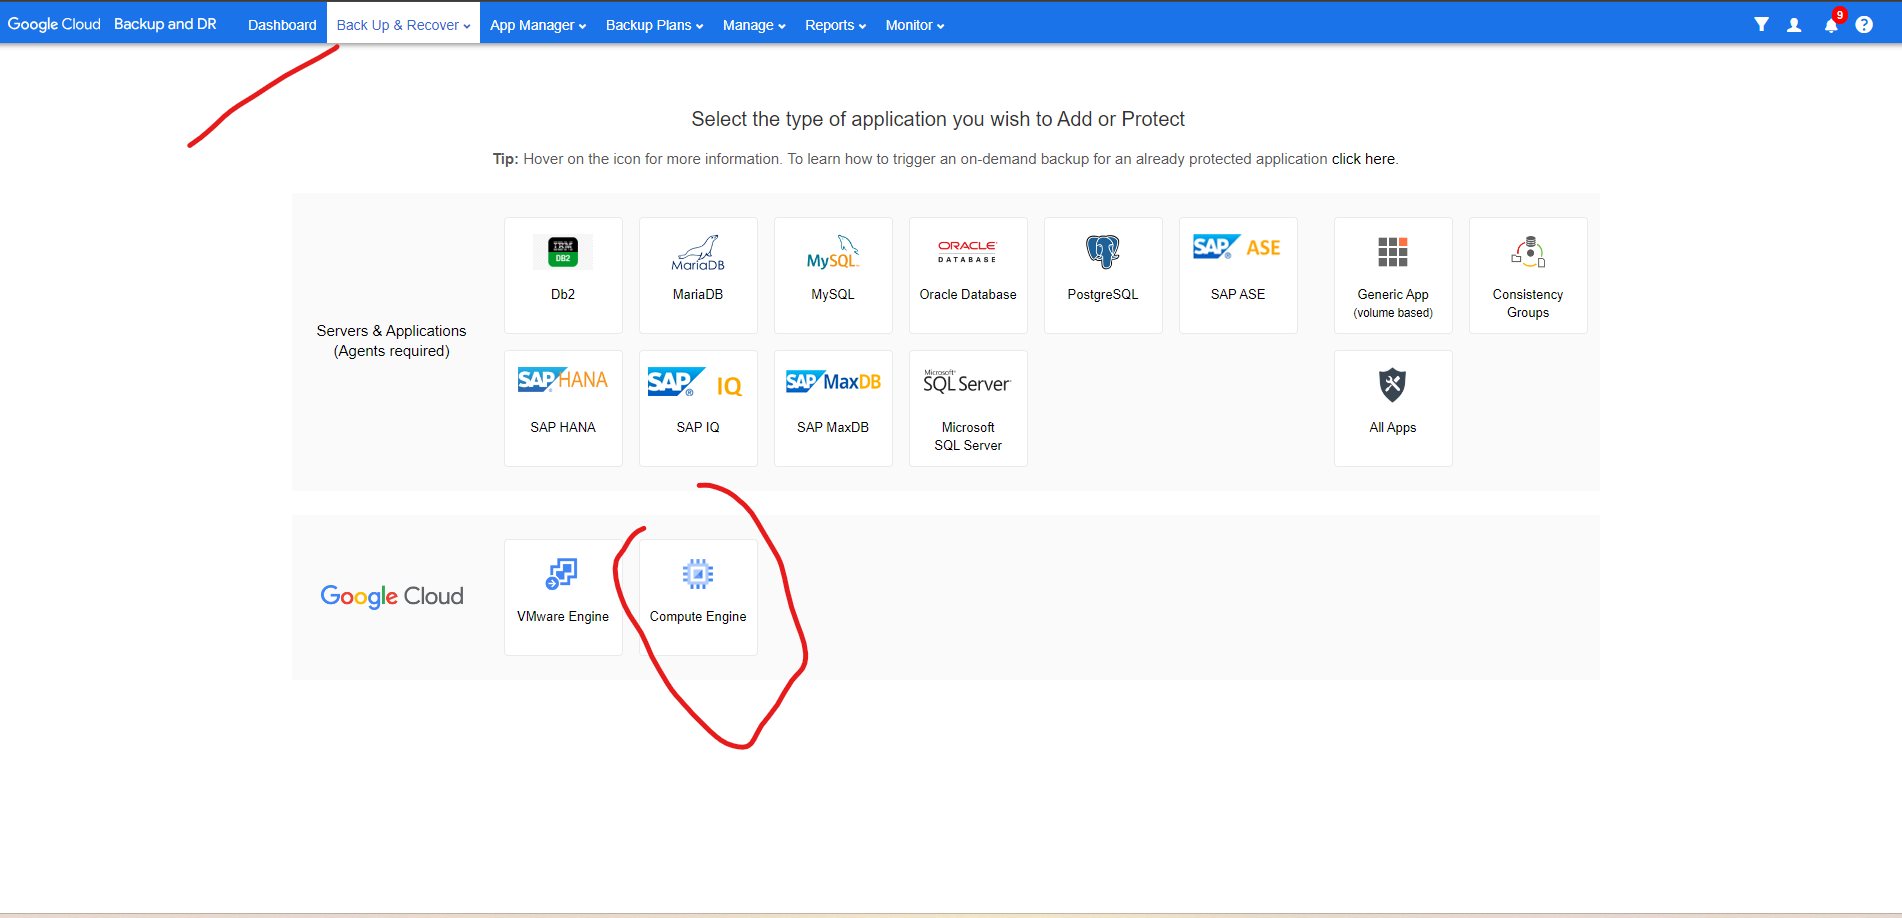 Google Cloud Backup and DR Dashboard Back Up & Recover App Manager Backup Plans Manage Reports Monitor 9 ?
Select the type of application you wish to Add or Protect
Tip: Hover on the icon for more information. To learn how to trigger an on-demand backup for an already protected application click here.
Servers & Applications
(Agents required)
IBM
DB2
Db2
MariaDB
MariaDB
MySQL
MySQL
ORACLE
DATABASE
Oracle Database
PostgreSQL
SAP ASE
SAP ASE
Generic App
(volume based)
Consistency
Groups
SAP HANA
SAP HANA
SAP IQ
SAP IQ
SAP MaxDB
SAP MaxDB
Microsoft
SQL Server
Microsoft
SQL Server
All Apps
Google Cloud
VMware Engine
Compute Engine